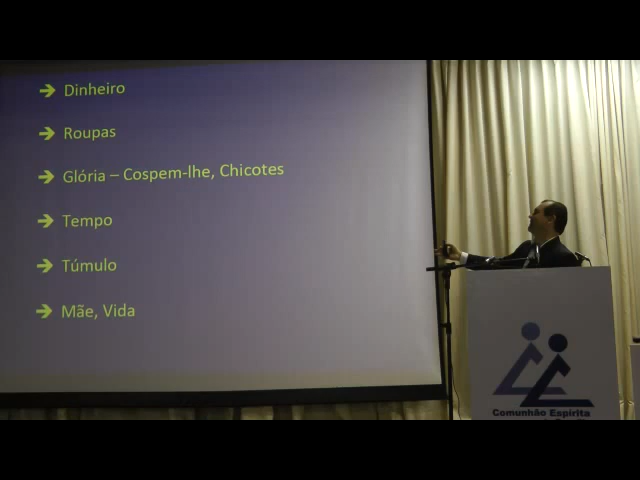 → Dinheiro
→ Roupas
→ Glória – Cospem-lhe, Chicotes
→ Tempo
→ Túmulo
→ Mãe, Vida
Comunhão Espírita